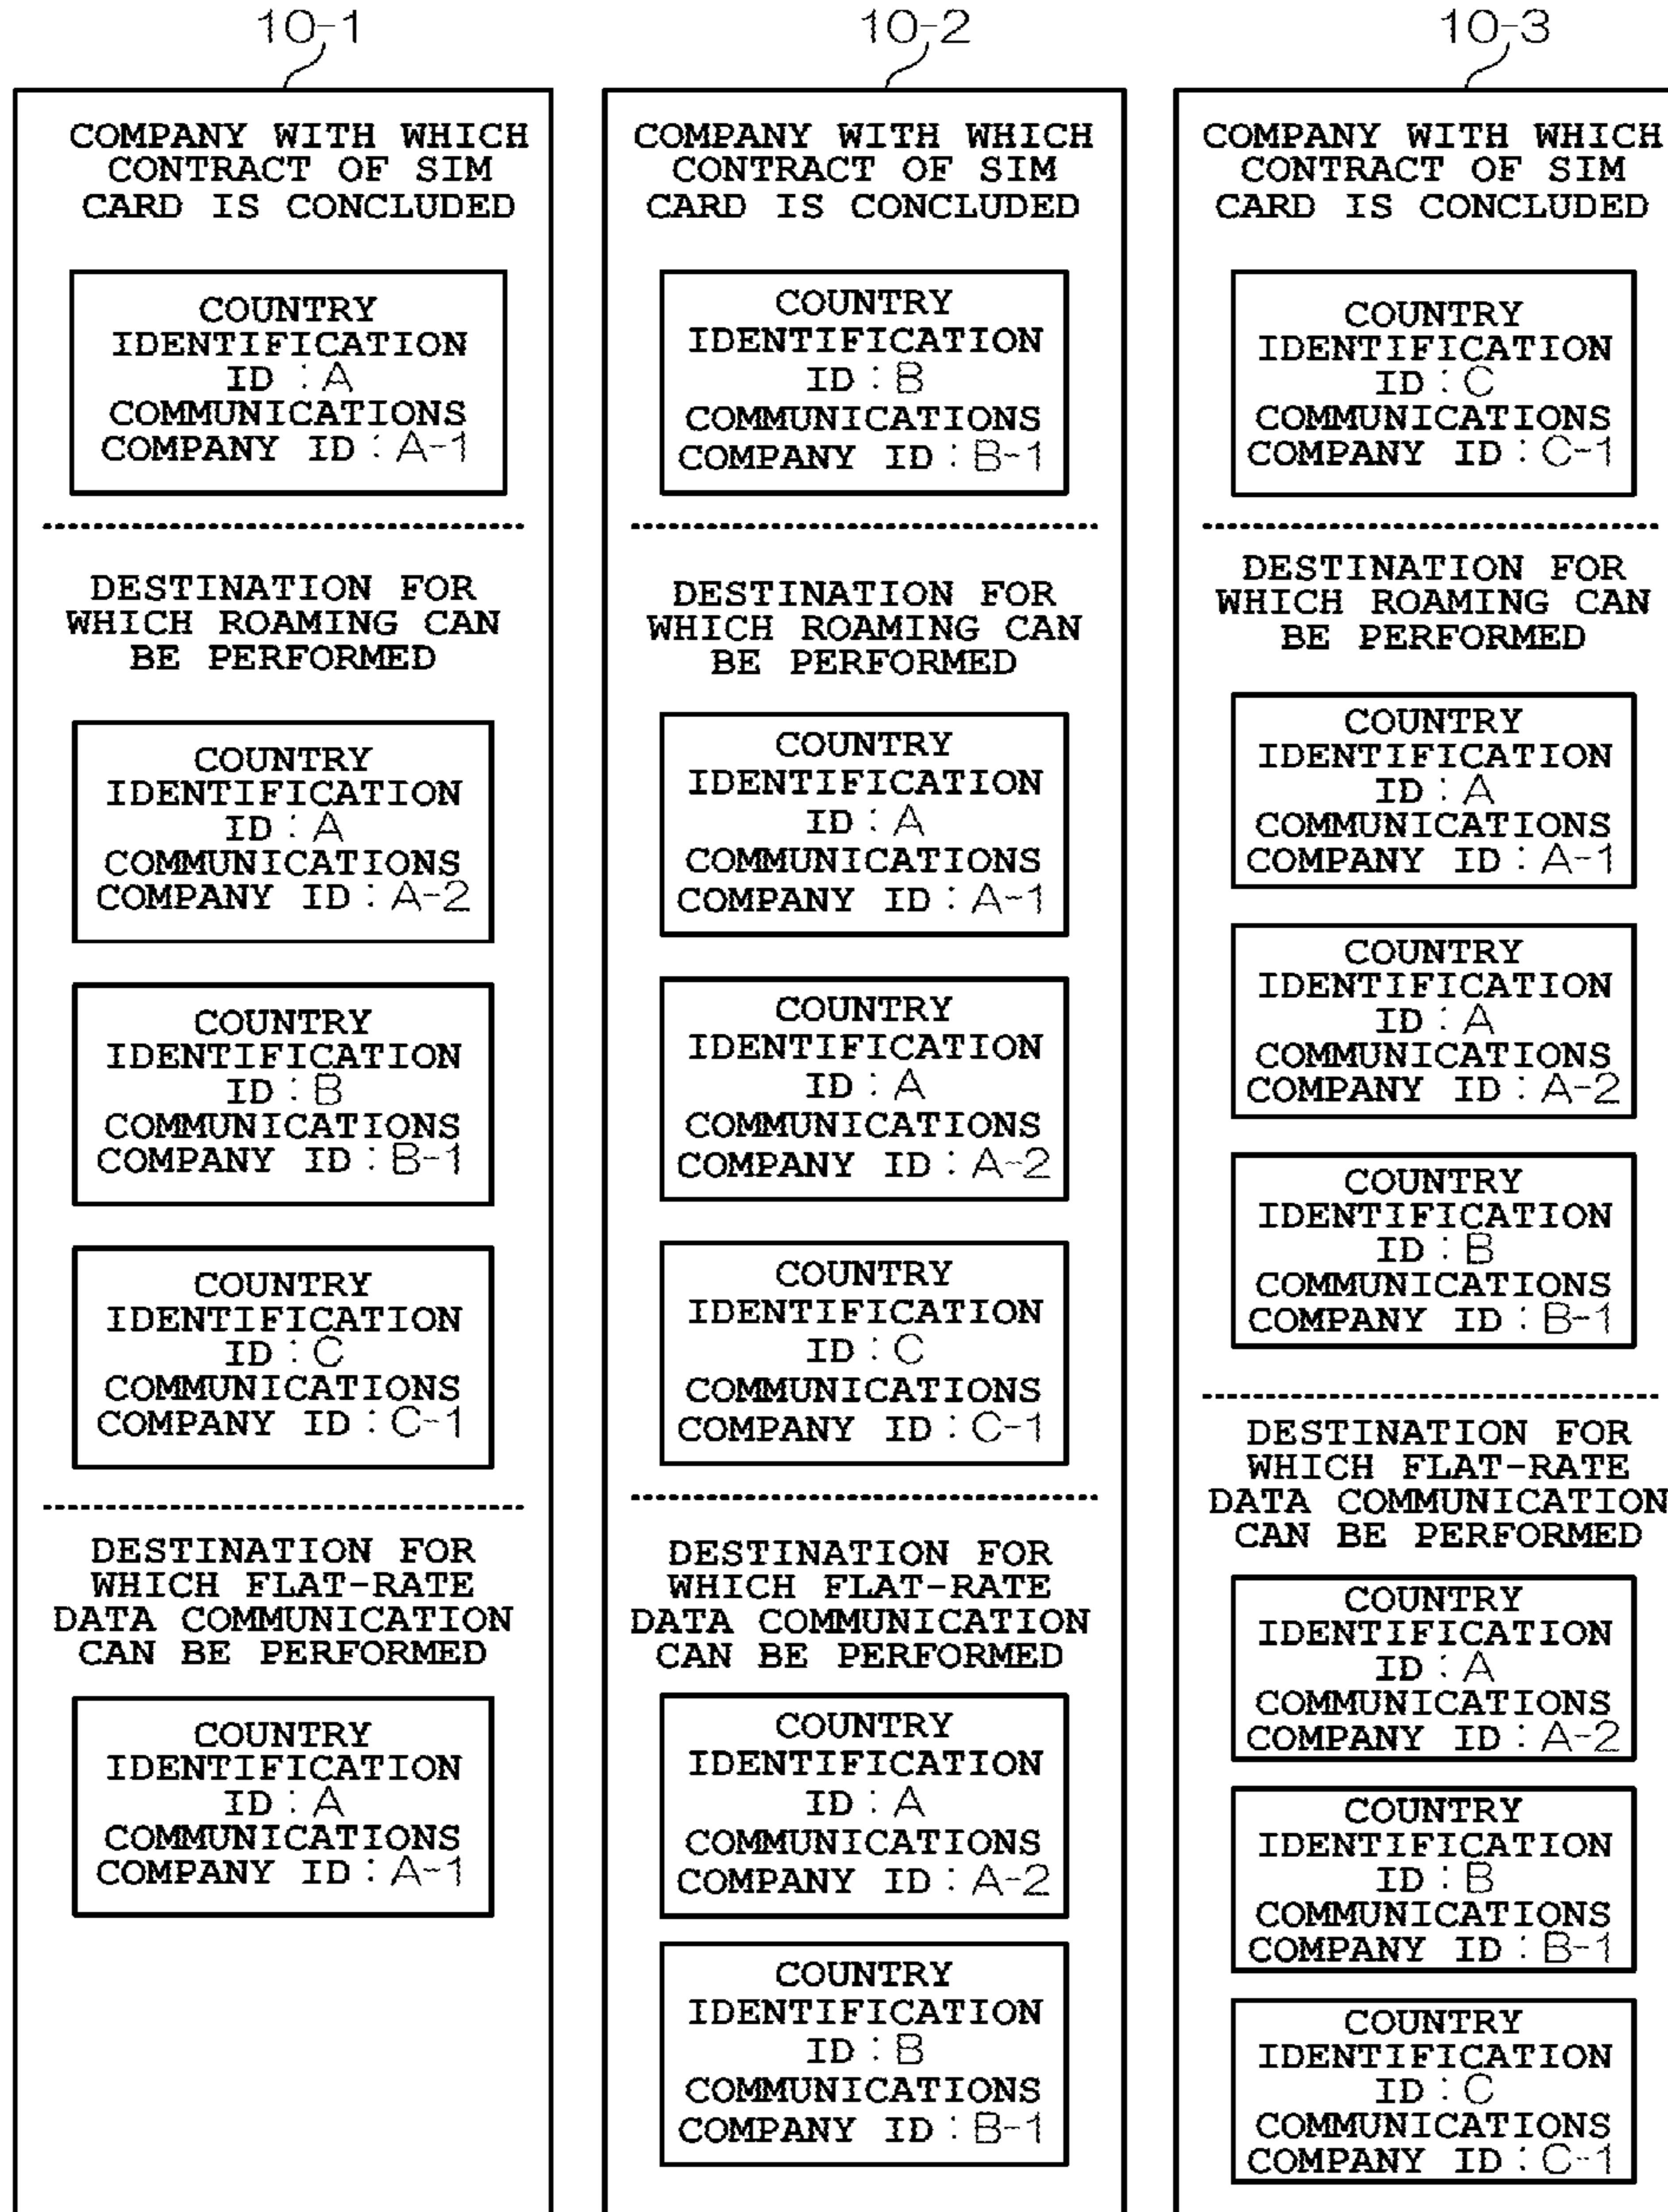 10-1
COMPANY WITH WHICH
CONTRACT OF SIM
CARD IS CONCLUDED
COUNTRY
IDENTIFICATION
ID : A
COMMUNICATIONS
COMPANY ID : A-1
DESTINATION FOR
WHICH ROAMING CAN
BE PERFORMED
COUNTRY
IDENTIFICATION
ID : A
COMMUNICATIONS
COMPANY ID : A-2
COUNTRY
IDENTIFICATION
ID : B
COMMUNICATIONS
COMPANY ID : B-1
COUNTRY
IDENTIFICATION
ID : C
COMMUNICATIONS
COMPANY ID : C-1
DESTINATION FOR
WHICH FLAT-RATE
DATA COMMUNICATION
CAN BE PERFORMED
COUNTRY
IDENTIFICATION
ID : A
COMMUNICATIONS
COMPANY ID : A-1
10-2
COMPANY WITH WHICH
CONTRACT OF SIM
CARD IS CONCLUDED
COUNTRY
IDENTIFICATION
ID : B
COMMUNICATIONS
COMPANY ID : B-1
DESTINATION FOR
WHICH ROAMING CAN
BE PERFORMED
COUNTRY
IDENTIFICATION
ID : A
COMMUNICATIONS
COMPANY ID : A-1
COUNTRY
IDENTIFICATION
ID : A
COMMUNICATIONS
COMPANY ID : A-2
COUNTRY
IDENTIFICATION
ID : C
COMMUNICATIONS
COMPANY ID : C-1
DESTINATION FOR
WHICH FLAT-RATE
DATA COMMUNICATION
CAN BE PERFORMED
COUNTRY
IDENTIFICATION
ID : A
COMMUNICATIONS
COMPANY ID : A-2
COUNTRY
IDENTIFICATION
ID : B
COMMUNICATIONS
COMPANY ID : B-1
10-3
COMPANY WITH WHICH
CONTRACT OF SIM
CARD IS CONCLUDED
COUNTRY
IDENTIFICATION
ID : C
COMMUNICATIONS
COMPANY ID : C-1
DESTINATION FOR
WHICH ROAMING CAN
BE PERFORMED
COUNTRY
IDENTIFICATION
ID : A
COMMUNICATIONS
COMPANY ID : A-1
COUNTRY
IDENTIFICATION
ID : A
COMMUNICATIONS
COMPANY ID : A-2
COUNTRY
IDENTIFICATION
ID : B
COMMUNICATIONS
COMPANY ID : B-1
DESTINATION FOR
WHICH FLAT-RATE
DATA COMMUNICATION
CAN BE PERFORMED
COUNTRY
IDENTIFICATION
ID : A
COMMUNICATIONS
COMPANY ID : A-2
COUNTRY
IDENTIFICATION
ID : B
COMMUNICATIONS
COMPANY ID : B-1
COUNTRY
IDENTIFICATION
ID : C
COMMUNICATIONS
COMPANY ID : C-1